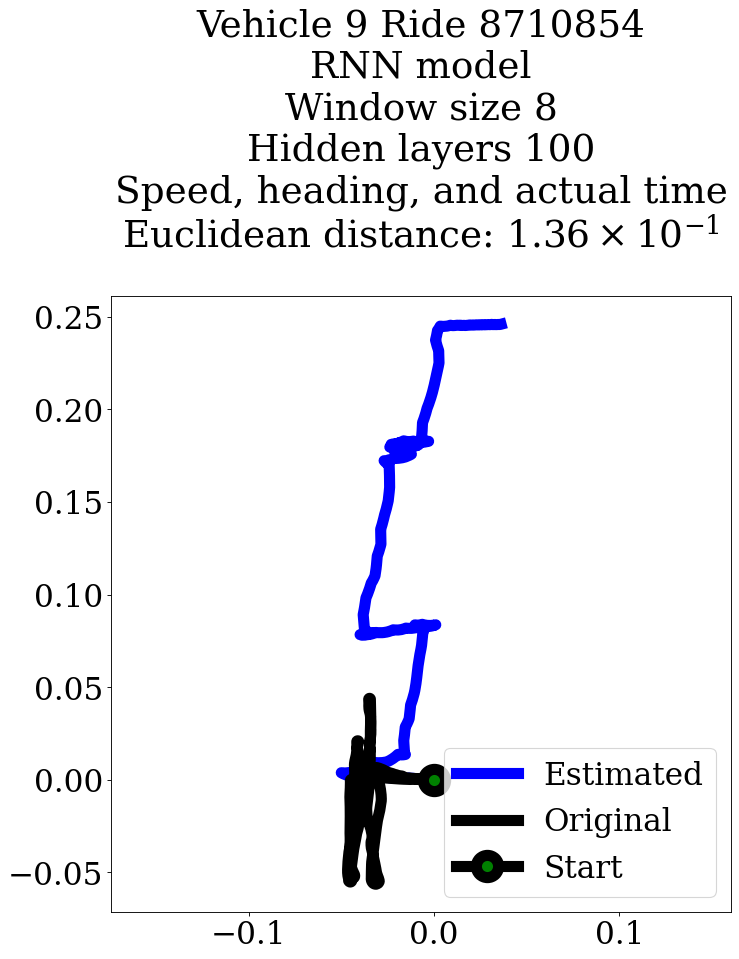 Vehicle 9 Ride 8710854
RNN model
Window size 8
Hidden layers 100
Speed, heading, and actual time
Euclidean distance: 1.36 × 10⁻¹
0.25
0.20
0.15
0.10
0.05
0.00
−0.05
Estimated
Original
Start
−0.1
0.0
0.1